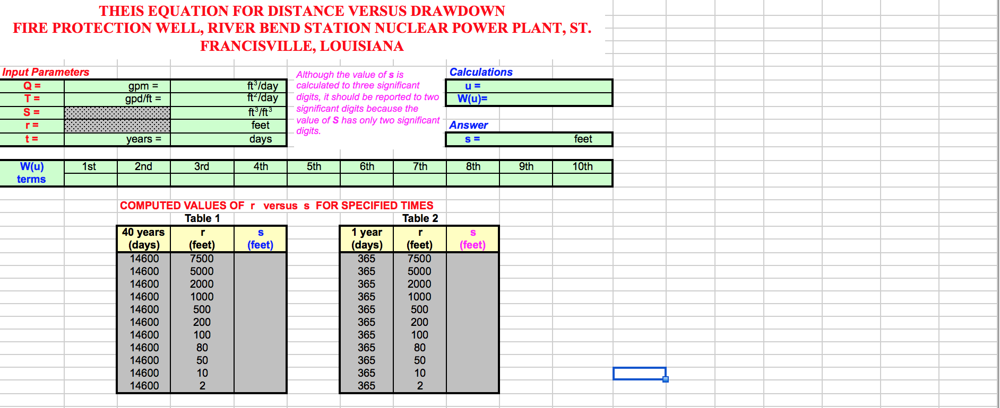 THEIS EQUATION FOR DISTANCE VERSUS DRAWDOWN
FIRE PROTECTION WELL, RIVER BEND STATION NUCLEAR POWER PLANT, ST.
FRANCISVILLE, LOUISIANA
Input Parameters
Q = gpm = ft³/day
T = gpd/ft = ft²/day
S = ft³/ft³
r = feet
t = years = days
Although the value of s is
calculated to three significant
digits, it should be reported to two
significant digits because the
value of S has only two significant
digits.
Calculations
u =
W(u)=
Answer
s = feet
W(u) 1st 2nd 3rd 4th 5th 6th 7th 8th 9th 10th
terms
COMPUTED VALUES OF r versus s FOR SPECIFIED TIMES
Table 1
40 years r s
(days) (feet) (feet)
14600 7500
14600 5000
14600 2000
14600 1000
14600 500
14600 200
14600 100
14600 80
14600 50
14600 10
14600 2
Table 2
1 year r s
(days) (feet) (feet)
365 7500
365 5000
365 2000
365 1000
365 500
365 200
365 100
365 80
365 50
365 10
365 2